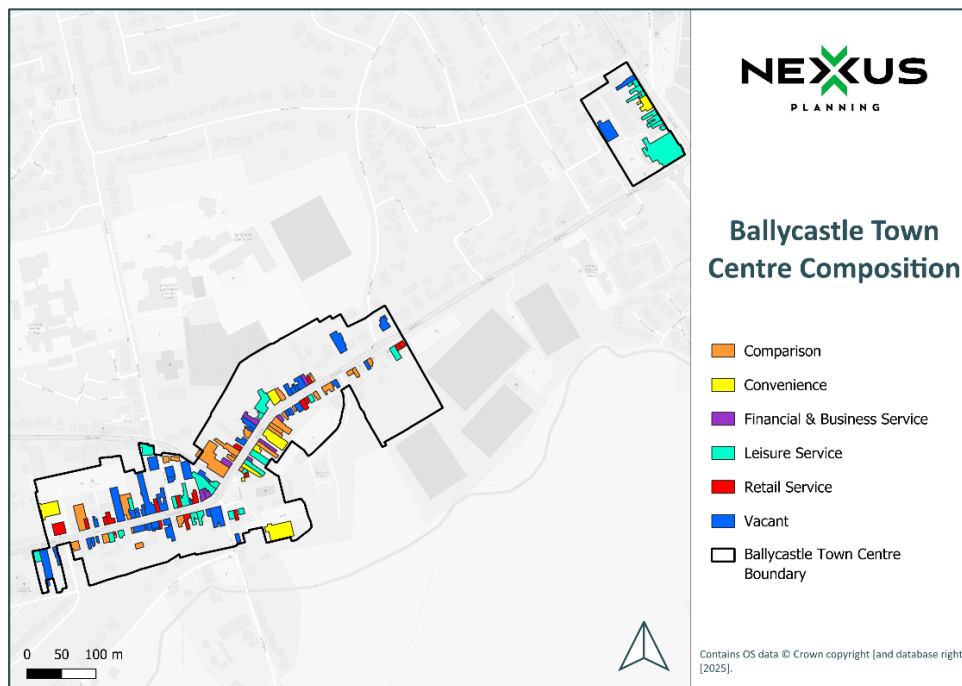 NEXUS
PLANNING
Ballycastle Town
Centre Composition
Comparison
Convenience
Financial & Business Service
Leisure Service
Retail Service
Vacant
Ballycastle Town Centre
Boundary
0 50 100 m
Contains OS data © Crown copyright [and database right]
[2025].